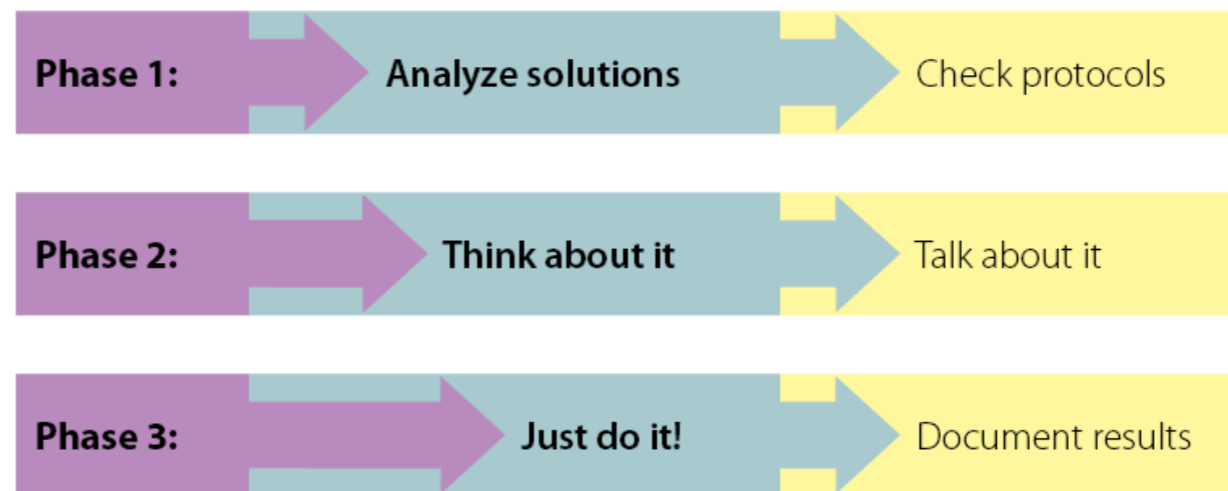 Phase 1: Analyze solutions Check protocols
Phase 2: Think about it Talk about it
Phase 3: Just do it! Document results